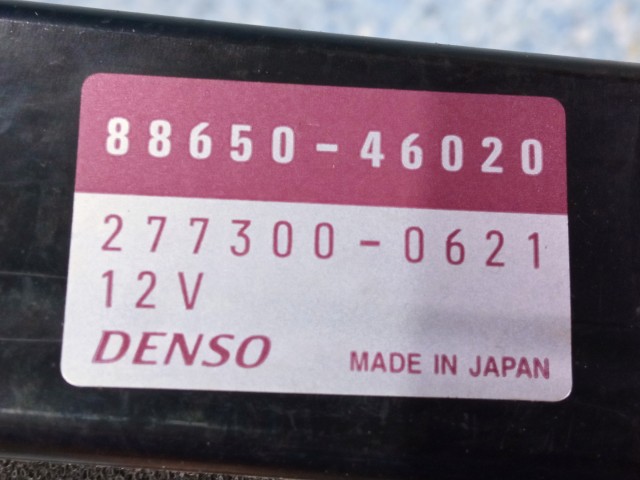 88650-46020
277300-0621
12V
DENSO
MADE IN JAPAN